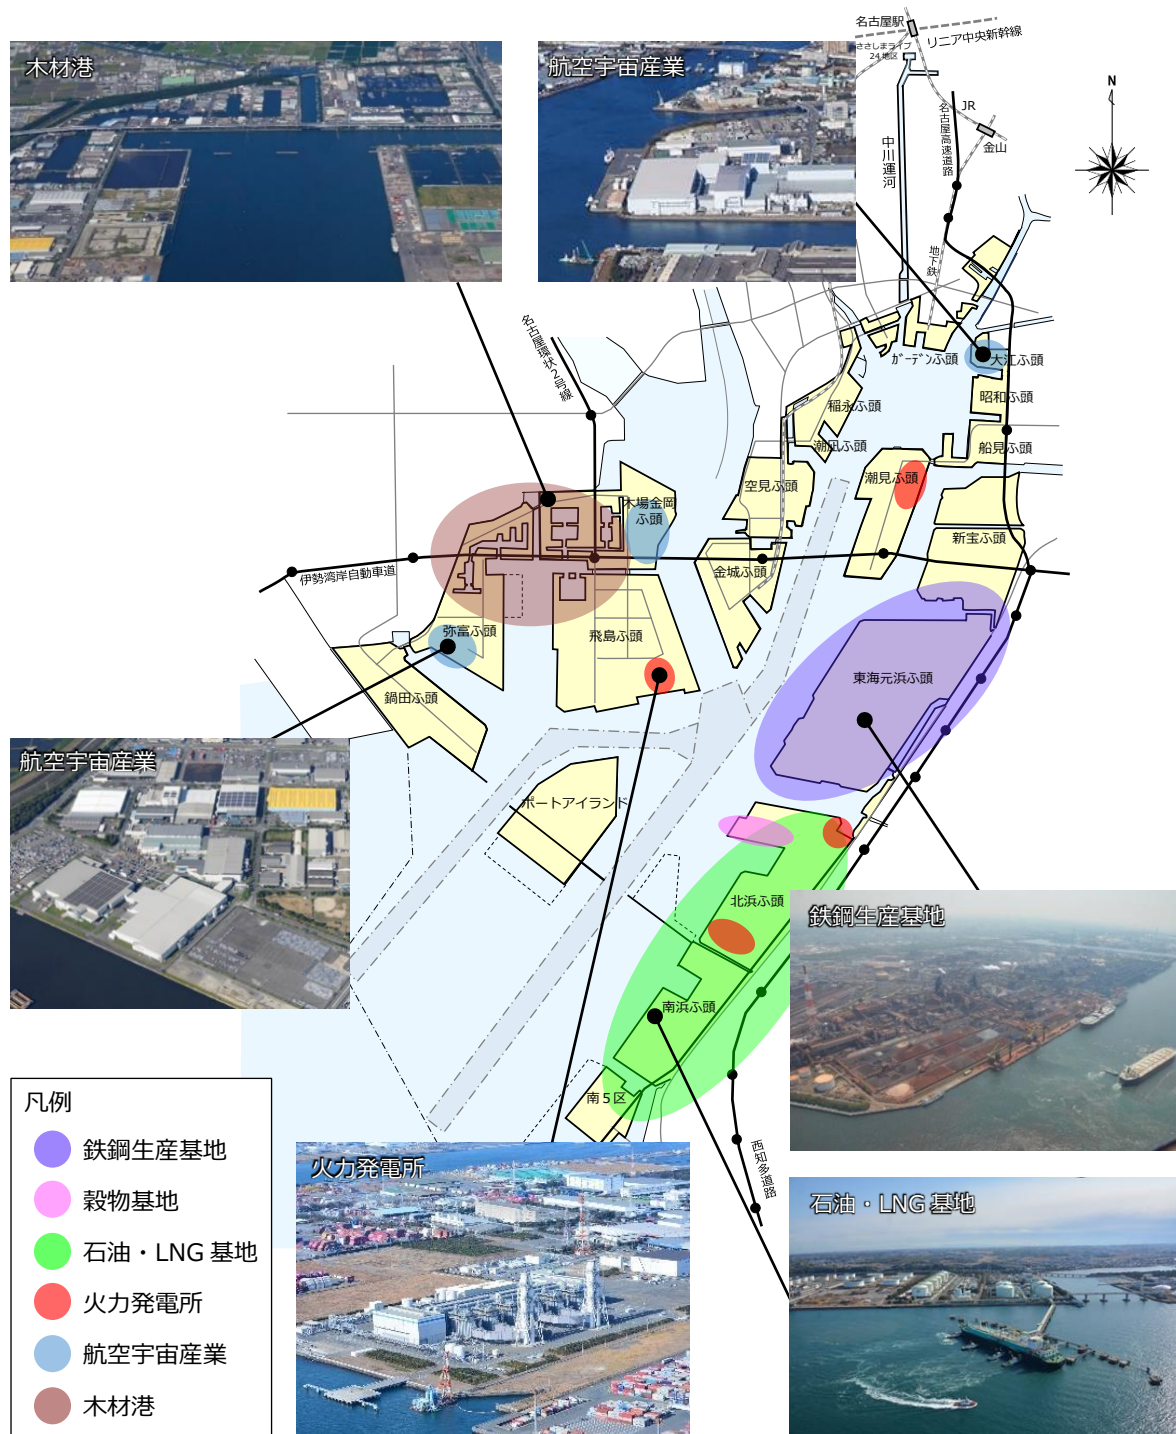 名古屋駅
リニア中央新幹線
ささしまライブ
24地区
木材港
航空宇宙産業
N
JR
名古屋高速道路
金山
中川運河
地下鉄
名古屋環状2号線
ガーデンふ頭
大江ふ頭
昭和ふ頭
稲永ふ頭
潮凪ふ頭
船見ふ頭
潮見ふ頭
空見ふ頭
木場金岡
ふ頭
新宝ふ頭
金城ふ頭
伊勢湾岸自動車道
弥富ふ頭
飛島ふ頭
東海元浜ふ頭
鍋田ふ頭
航空宇宙産業
ポートアイランド
北浜ふ頭
鉄鋼生産基地
南浜ふ頭
南5区
西知多道路
火力発電所
石油・LNG 基地
凡例
鉄鋼生産基地
穀物基地
石油・LNG 基地
火力発電所
航空宇宙産業
木材港